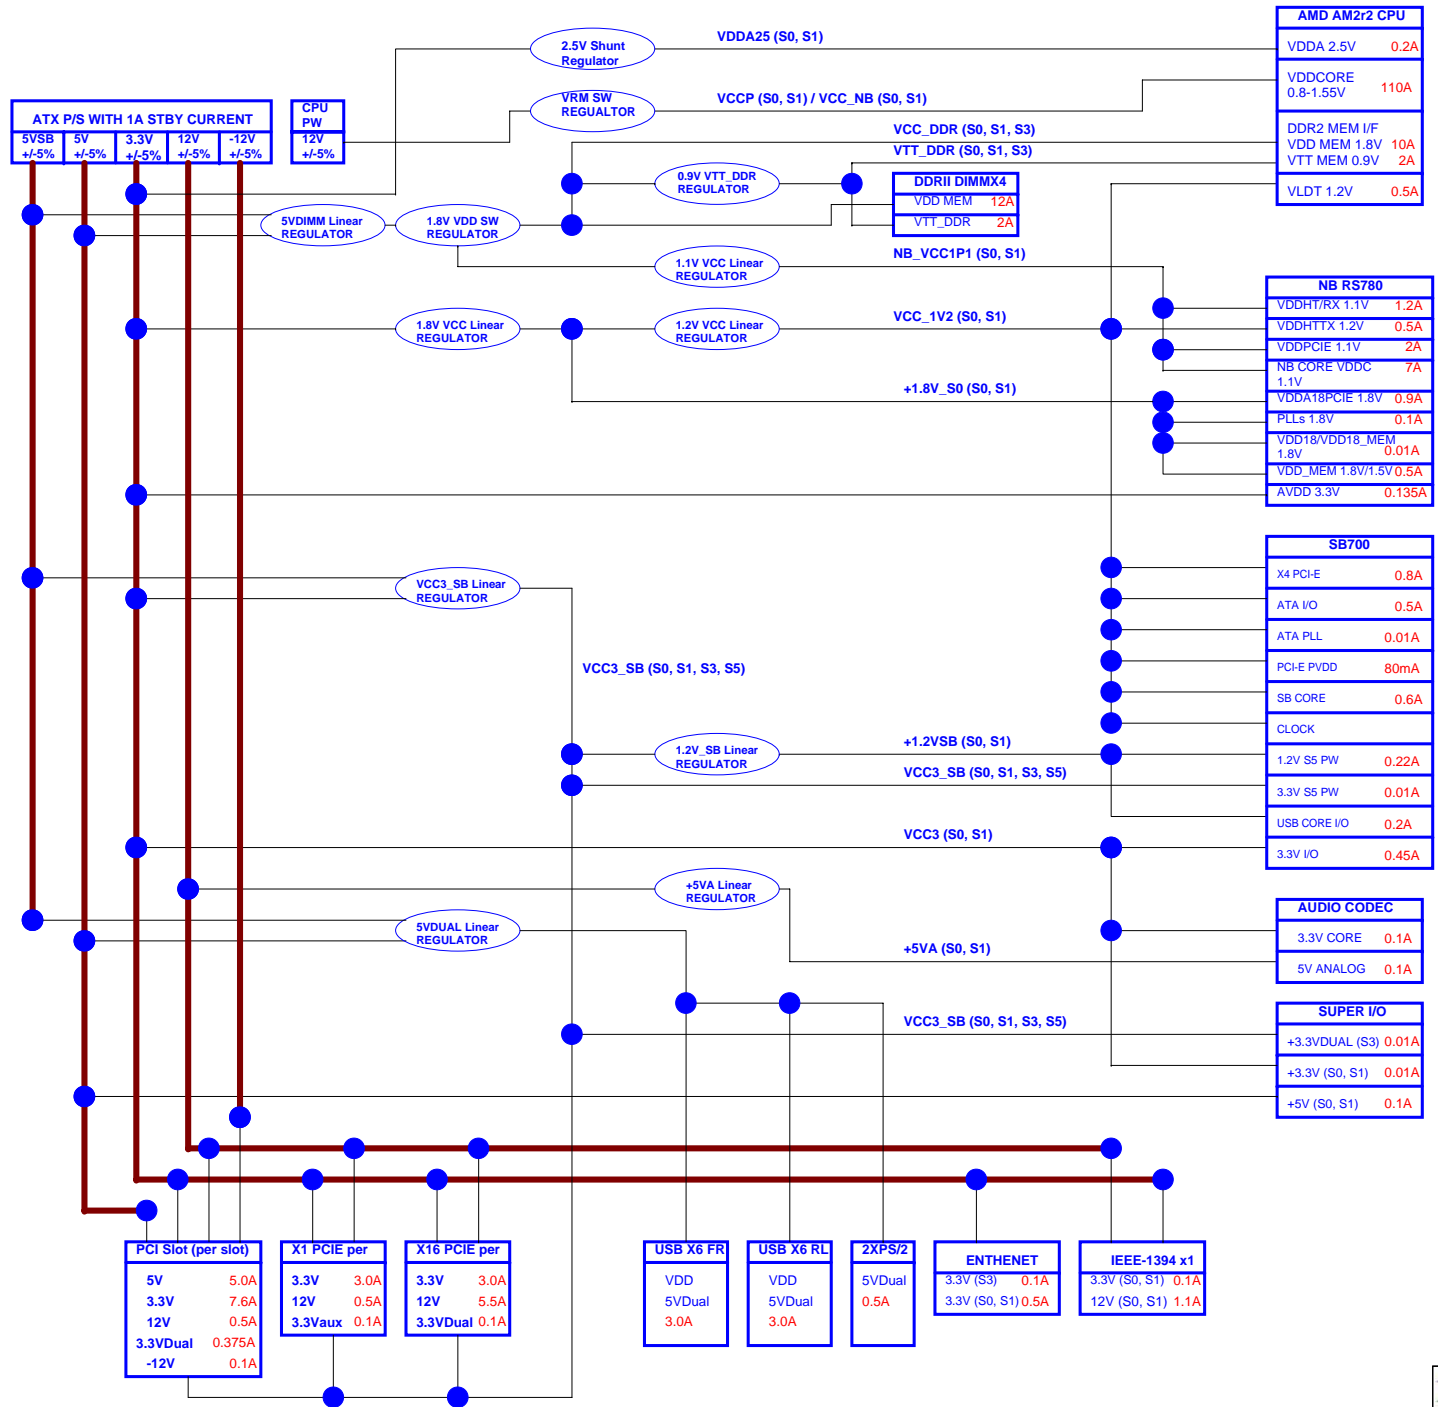 AMD AM2r2 CPU
VDDA 2.5V 0.2A
VDDCORE
0.8-1.55V 110A
DDR2 MEM I/F
VDD MEM 1.8V 10A
VTT MEM 0.9V 2A
VLDT 1.2V 0.5A
2.5V Shunt
Regulator
VDDA25 (S0, S1)
VRM SW
REGUALTOR
VCCP (S0, S1) / VCC_NB (S0, S1)
ATX P/S WITH 1A STBY CURRENT
5VSB
+/-5%
5V
+/-5%
3.3V
+/-5%
12V
+/-5%
-12V
+/-5%
CPU
PW
12V
+/-5%
VCC_DDR (S0, S1, S3)
VTT_DDR (S0, S1, S3)
0.9V VTT_DDR
REGULATOR
DDRII DIMMX4
VDD MEM 12A
VTT_DDR 2A
5VDIMM Linear
REGULATOR
1.8V VDD SW
REGULATOR
1.1V VCC Linear
REGULATOR
NB_VCC1P1 (S0, S1)
1.8V VCC Linear
REGULATOR
1.2V VCC Linear
REGULATOR
VCC_1V2 (S0, S1)
+1.8V_S0 (S0, S1)
NB RS780
VDDHT/RX 1.1V 1.2A
VDDHTTX 1.2V 0.5A
VDDPCIE 1.1V 2A
NB CORE VDDC 7A
1.1V
VDDA18PCIE 1.8V 0.9A
PLLs 1.8V 0.1A
VDD18/VDD18_MEM
1.8V 0.01A
VDD_MEM 1.8V/1.5V 0.5A
AVDD 3.3V 0.135A
SB700
X4 PCI-E 0.8A
ATA I/O 0.5A
ATA PLL 0.01A
PCI-E PVDD 80mA
SB CORE 0.6A
CLOCK
1.2V S5 PW 0.22A
3.3V S5 PW 0.01A
USB CORE I/O 0.2A
3.3V I/O 0.45A
VCC3_SB Linear
REGULATOR
VCC3_SB (S0, S1, S3, S5)
1.2V_SB Linear
REGULATOR
+1.2VSB (S0, S1)
VCC3_SB (S0, S1, S3, S5)
VCC3 (S0, S1)
+5VA Linear
REGULATOR
5VDUAL Linear
REGULATOR
+5VA (S0, S1)
AUDIO CODEC
3.3V CORE 0.1A
5V ANALOG 0.1A
VCC3_SB (S0, S1, S3, S5)
SUPER I/O
+3.3VDUAL (S3) 0.01A
+3.3V (S0, S1) 0.01A
+5V (S0, S1) 0.1A
PCI Slot (per slot)
5V 5.0A
3.3V 7.6A
12V 0.5A
3.3VDual 0.375A
-12V 0.1A
X1 PCIE per
3.3V 3.0A
12V 0.5A
3.3Vaux 0.1A
X16 PCIE per
3.3V 3.0A
12V 5.5A
3.3VDual 0.1A
USB X6 FR
VDD
5VDual
3.0A
USB X6 RL
VDD
5VDual
3.0A
2XPS/2
5VDual
0.5A
ENTHENET
3.3V (S3) 0.1A
3.3V (S0, S1) 0.5A
IEEE-1394 x1
3.3V (S0, S1) 0.1A
12V (S0, S1) 1.1A